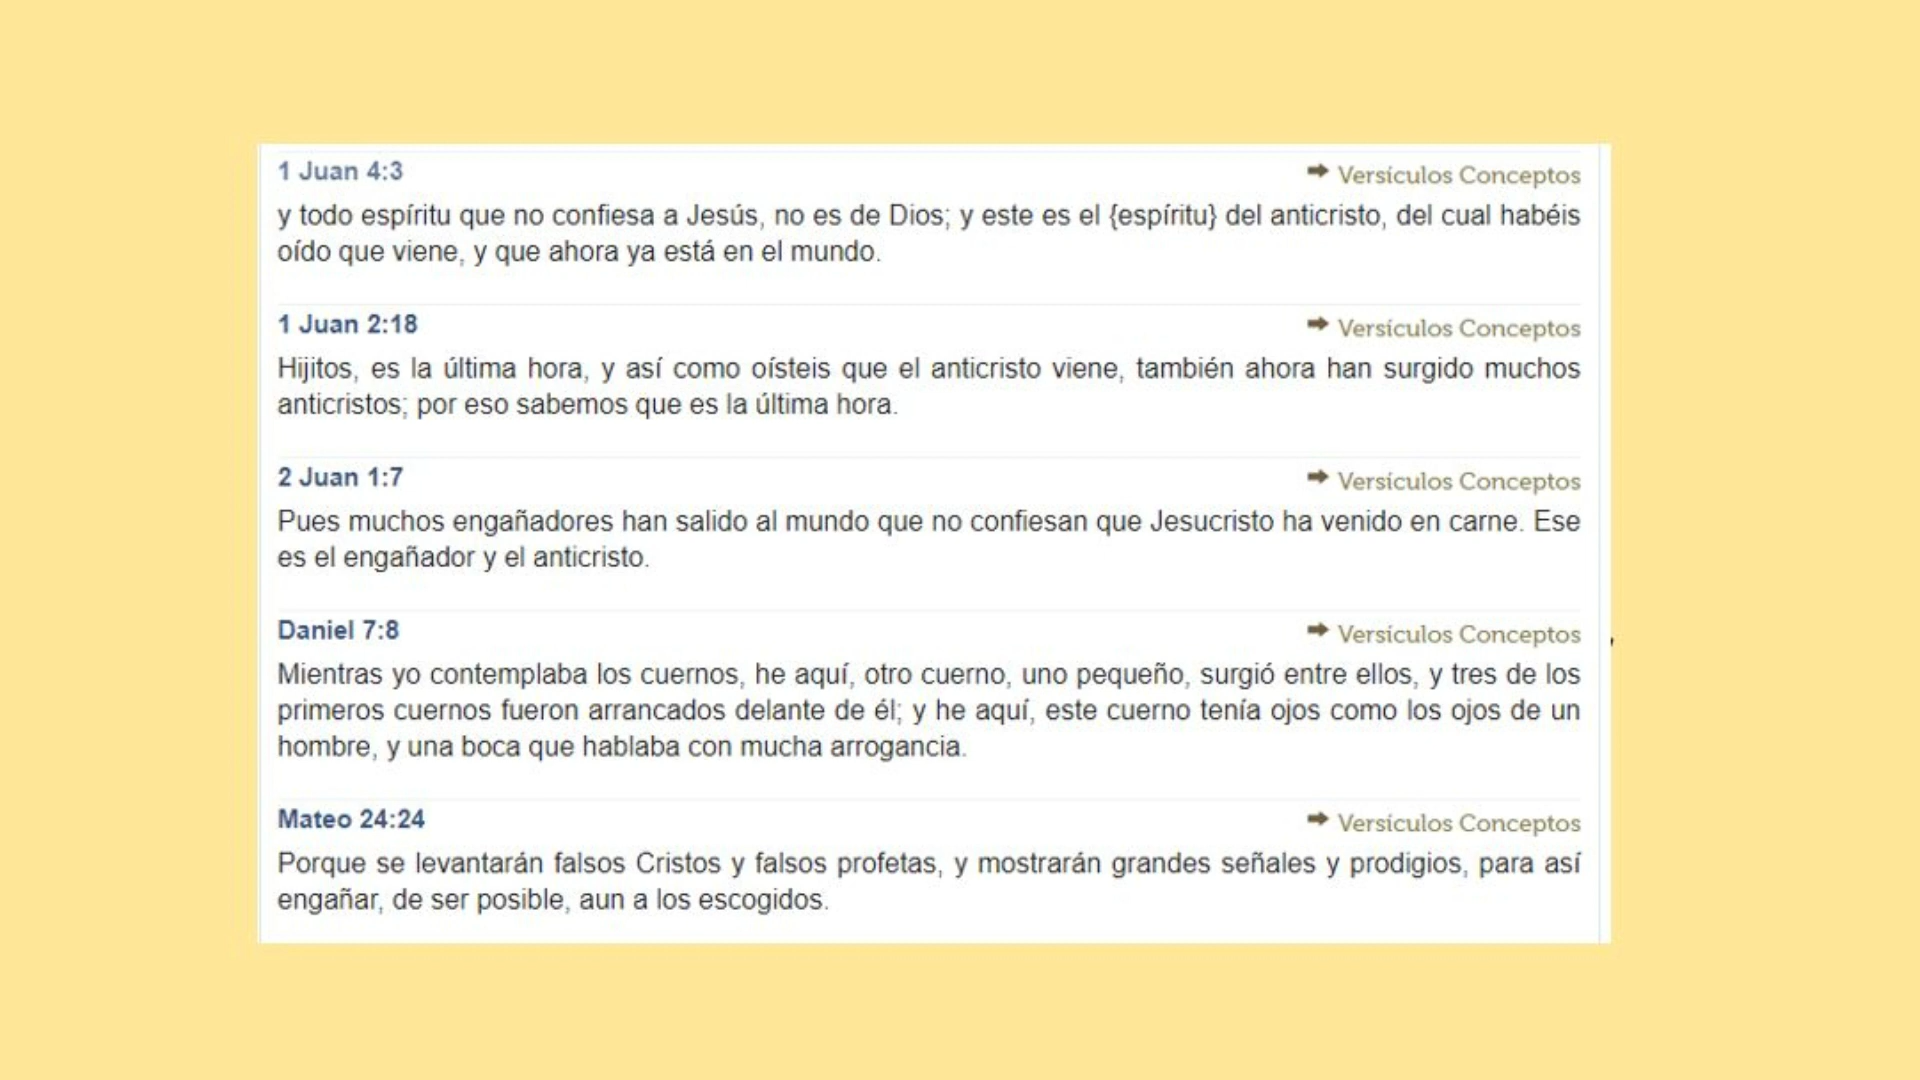 1 Juan 4:3
➡ Versículos Conceptos
y todo espíritu que no confiesa a Jesús, no es de Dios; y este es el {espíritu} del anticristo, del cual habéis
oído que viene, y que ahora ya está en el mundo.
1 Juan 2:18
➡ Versículos Conceptos
Hijitos, es la última hora, y así como oísteis que el anticristo viene, también ahora han surgido muchos
anticristos; por eso sabemos que es la última hora.
2 Juan 1:7
➡ Versículos Conceptos
Pues muchos engañadores han salido al mundo que no confiesan que Jesucristo ha venido en carne. Ese
es el engañador y el anticristo.
Daniel 7:8
➡ Versículos Conceptos
Mientras yo contemplaba los cuernos, he aquí, otro cuerno, uno pequeño, surgió entre ellos, y tres de los
primeros cuernos fueron arrancados delante de él; y he aquí, este cuerno tenía ojos como los ojos de un
hombre, y una boca que hablaba con mucha arrogancia.
Mateo 24:24
➡ Versículos Conceptos
Porque se levantarán falsos Cristos y falsos profetas, y mostrarán grandes señales y prodigios, para así
engañar, de ser posible, aun a los escogidos.